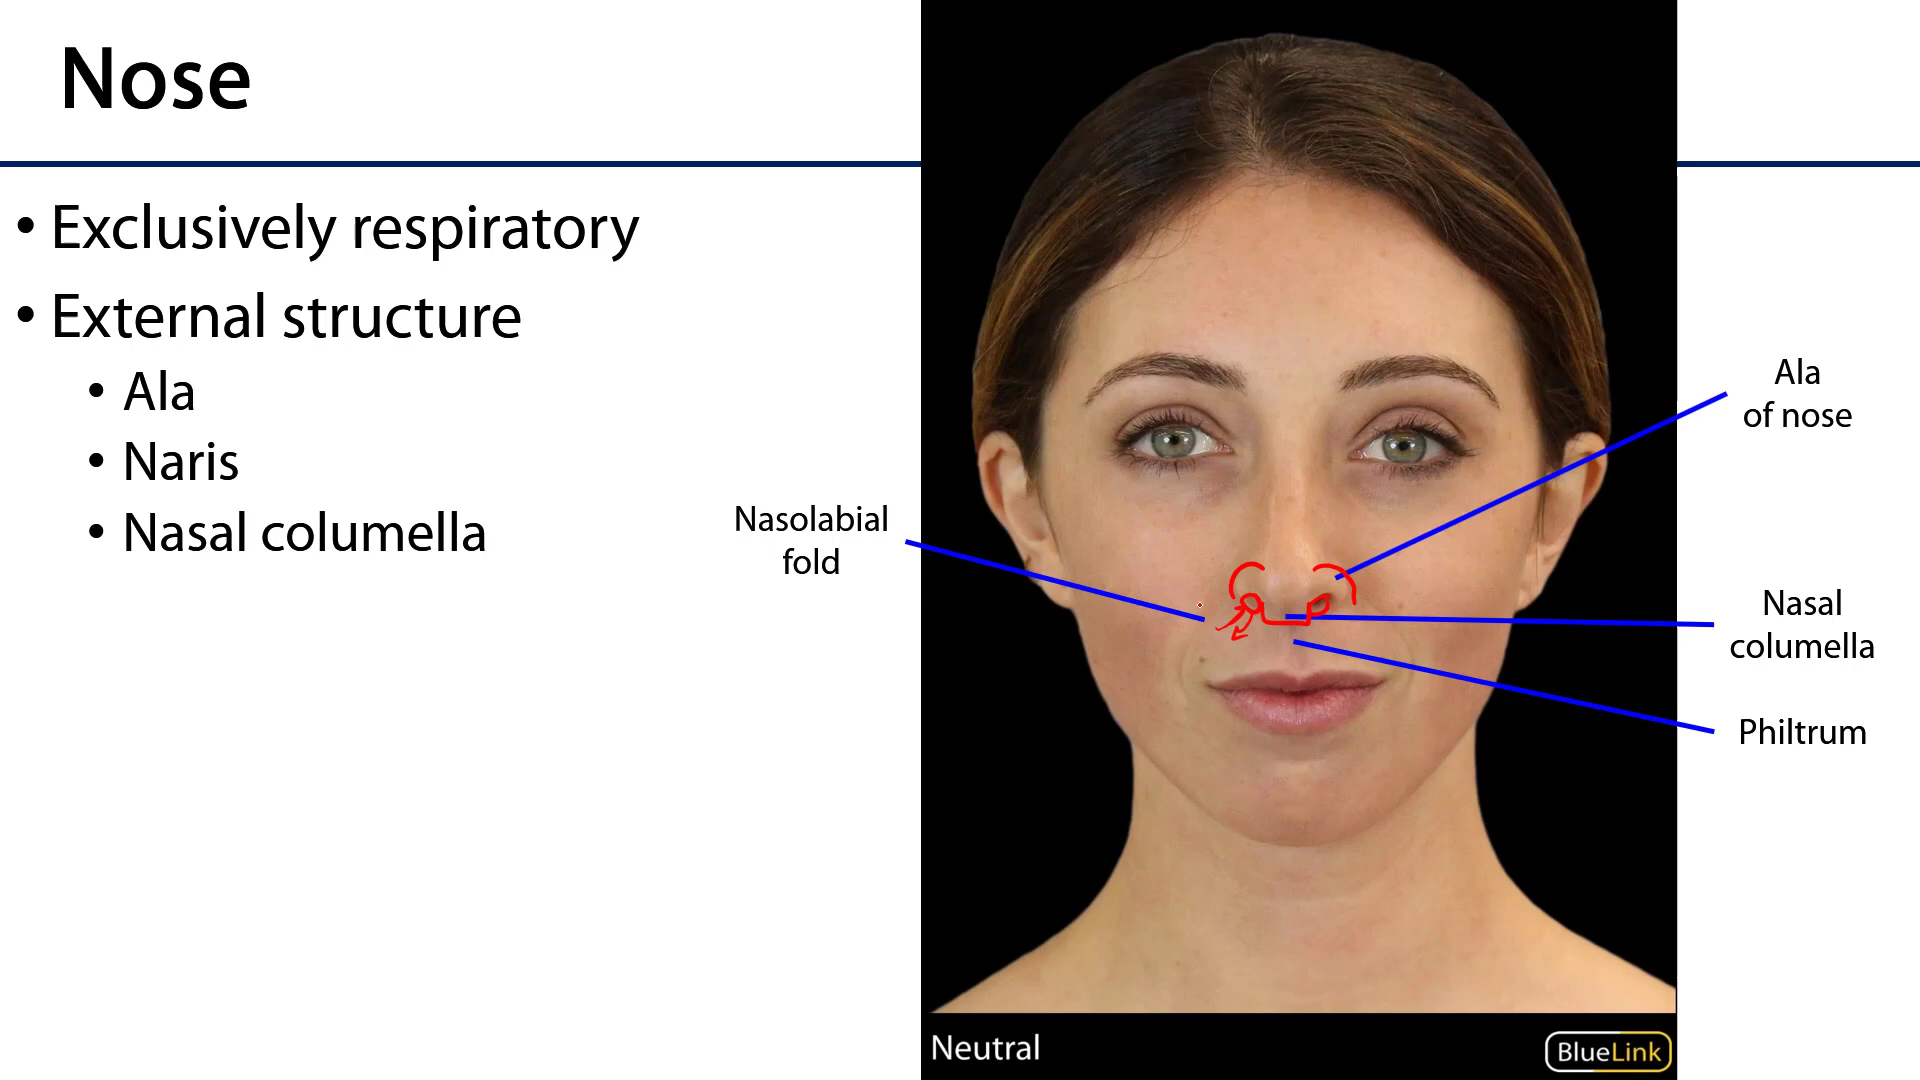 Nose
• Exclusively respiratory
• External structure
• Ala
• Naris
• Nasal columella
Nasolabial
fold
Ala
of nose
Nasal
columella
Philtrum
Neutral
BlueLink